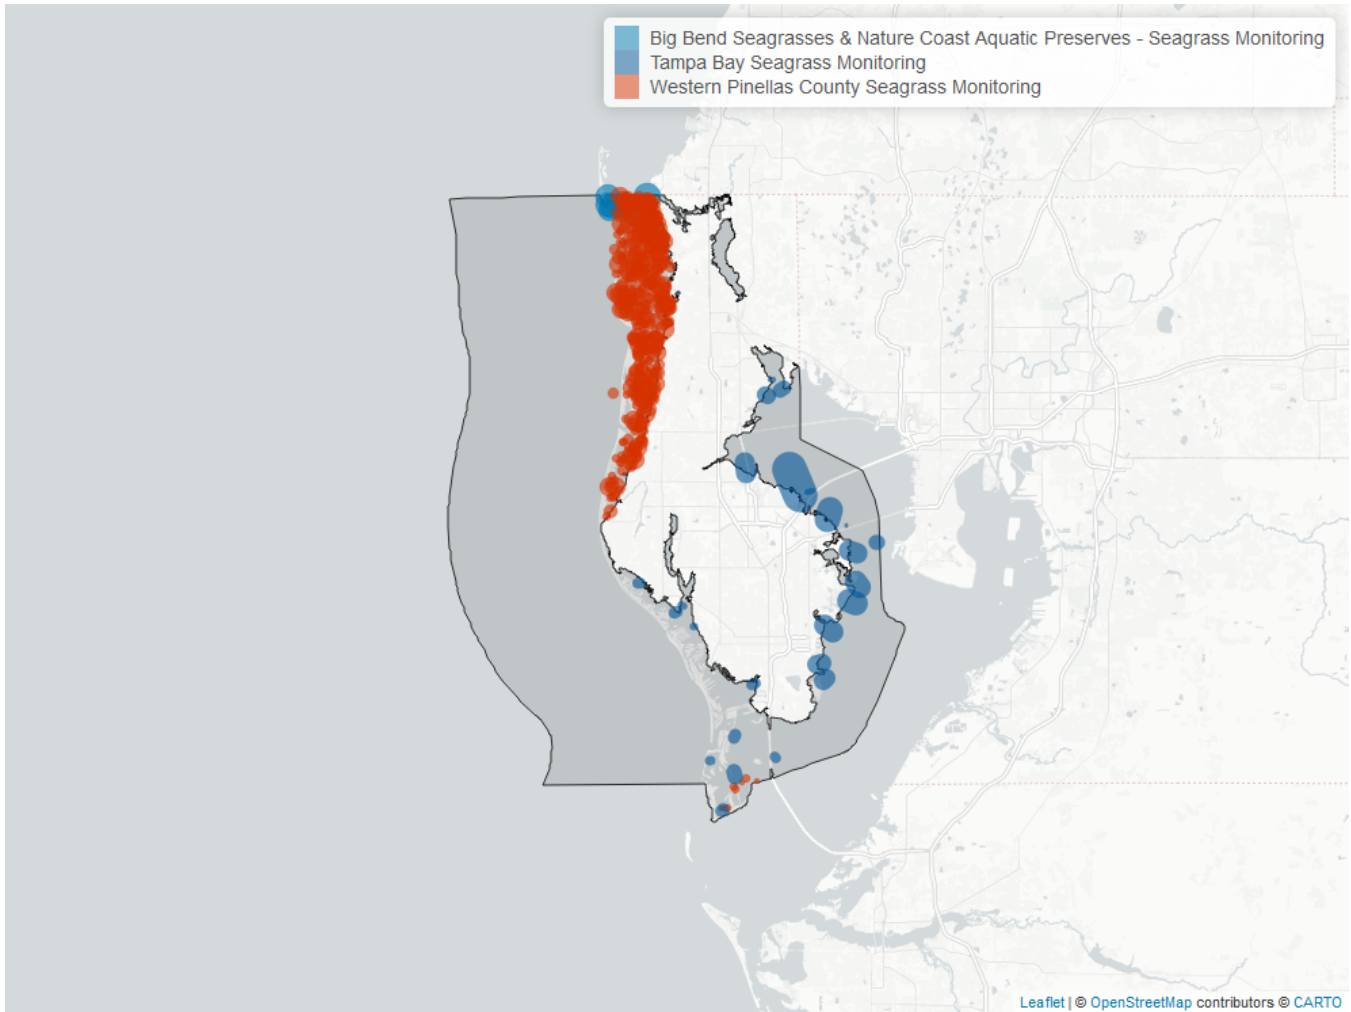 Big Bend Seagrasses & Nature Coast Aquatic Preserves - Seagrass Monitoring
Tampa Bay Seagrass Monitoring
Western Pinellas County Seagrass Monitoring
Leaflet | © OpenStreetMap contributors © CARTO